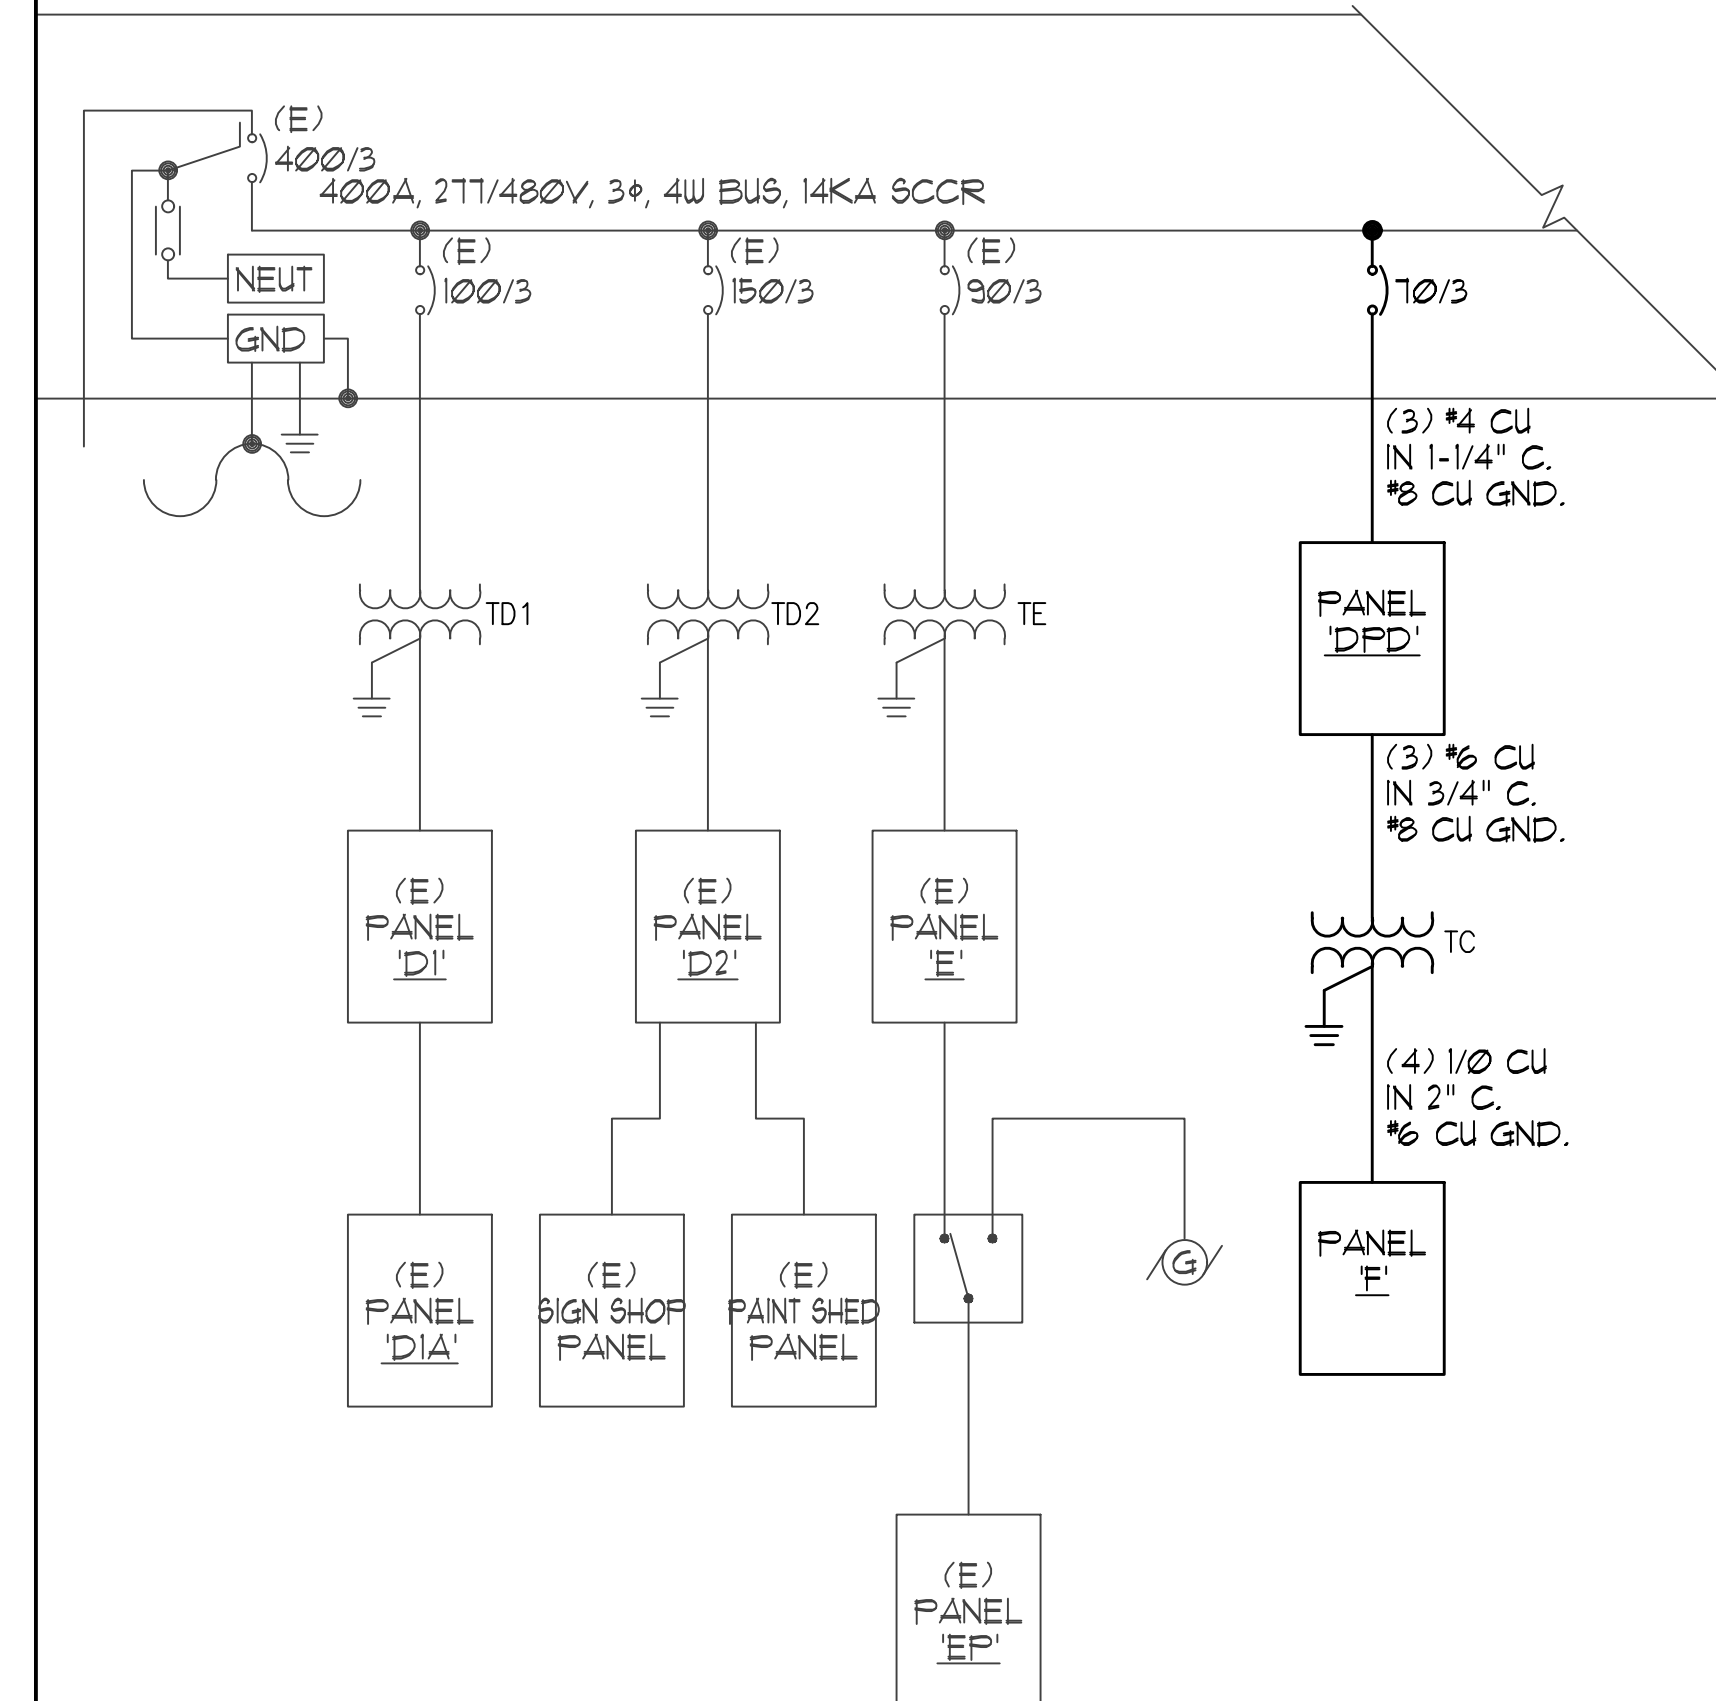 (E)
400/3
400A, 277/480V, 3φ, 4W BUS, 14KA SCCR
(E)
100/3
(E)
150/3
(E)
90/3
70/3
NEUT
GND
(3) #4 CU
IN 1-1/4" C.
#8 CU GND.
TD1
TD2
TE
PANEL
'DPD'
(3) #6 CU
IN 3/4" C.
#8 CU GND.
(E)
PANEL
'D1'
(E)
PANEL
'D2'
(E)
PANEL
'E'
TC
(4) 1/0 CU
IN 2" C.
#6 CU GND.
(E)
PANEL
'D1A'
(E)
SIGN SHOP
PANEL
(E)
PAINT SHED
PANEL
G
PANEL
'F'
(E)
PANEL
'EP'